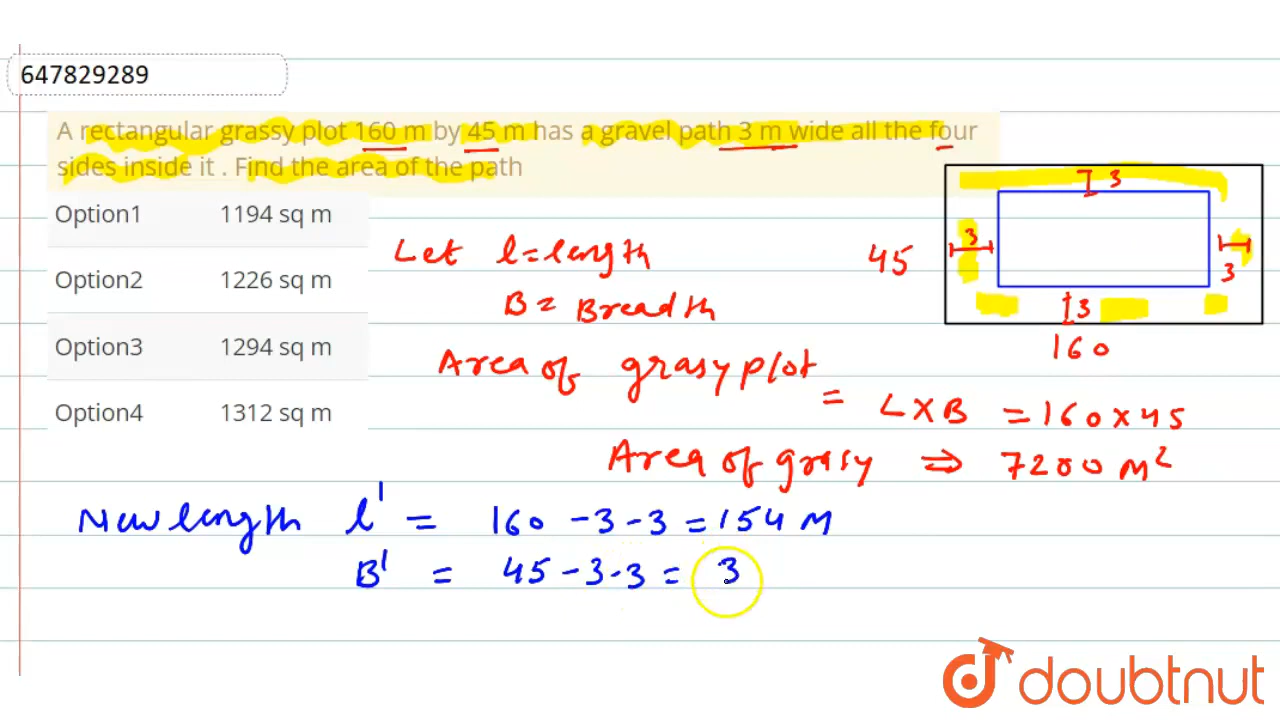 647829289
A rectangular grassy plot 160 m by 45 m has a gravel path 3 m wide all the four
sides inside it . Find the area of the path
Option1 1194 sq m
Option2 1226 sq m
Option3 1294 sq m
Option4 1312 sq m
3
3
3
3
45
160
Let l = length
B = Breadth
Area of grasy plot = L X B = 160 x 45
Area of grasy ⇒ 7200 M²
New length l' = 160 - 3 - 3 = 154 M
B' = 45 - 3 - 3 = 3
doubtnut